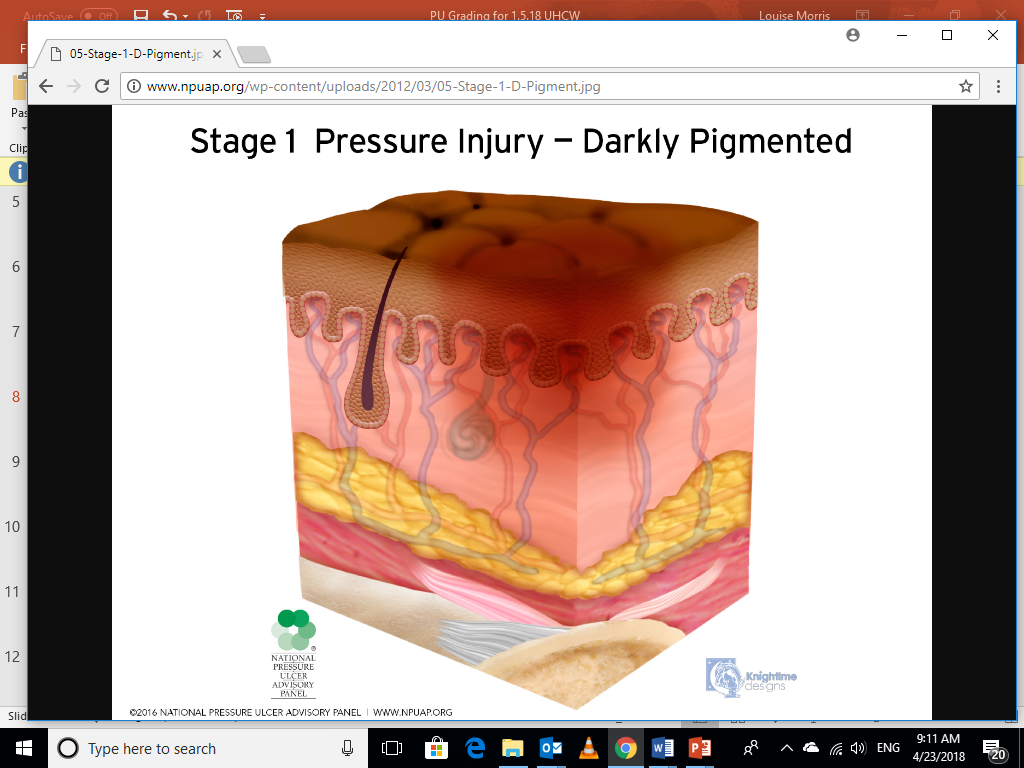 AutoSave Off
PU Grading for 1.5.18 UHCW
Louise Morris
05-Stage-1-D-Pigment.jp
www.npuap.org/wp-content/uploads/2012/03/05-Stage-1-D-Pigment.jpg
F
Pas
Clip
5
6
7
8
9
10
11
12
Slid
Stage 1 Pressure Injury – Darkly Pigmented
NATIONAL
PRESSURE
ULCER
ADVISORY
PANEL
®
Knightime
designs
©2016 NATIONAL PRESSURE ULCER ADVISORY PANEL | WWW.NPUAP.ORG
Type here to search
ENG
9:11 AM
4/23/2018
20